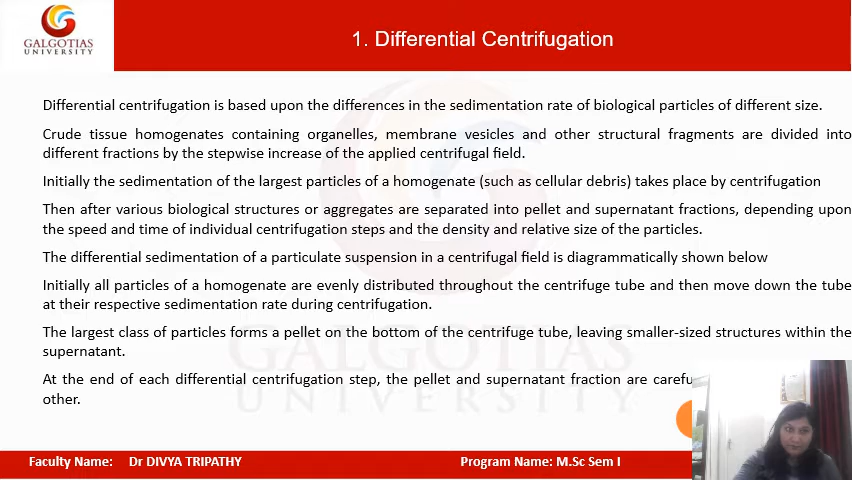 GALGOTIAS
UNIVERSITY
1. Differential Centrifugation
Differential centrifugation is based upon the differences in the sedimentation rate of biological particles of different size.
Crude tissue homogenates containing organelles, membrane vesicles and other structural fragments are divided into
different fractions by the stepwise increase of the applied centrifugal field.
Initially the sedimentation of the largest particles of a homogenate (such as cellular debris) takes place by centrifugation
Then after various biological structures or aggregates are separated into pellet and supernatant fractions, depending upon
the speed and time of individual centrifugation steps and the density and relative size of the particles.
The differential sedimentation of a particulate suspension in a centrifugal field is diagrammatically shown below
Initially all particles of a homogenate are evenly distributed throughout the centrifuge tube and then move down the tube
at their respective sedimentation rate during centrifugation.
The largest class of particles forms a pellet on the bottom of the centrifuge tube, leaving smaller-sized structures within the
supernatant.
At the end of each differential centrifugation step, the pellet and supernatant fraction are
other.
GALGOTIAS
UNIVERSITY
Faculty Name: Dr DIVYA TRIPATHY
Program Name: M.Sc Sem I